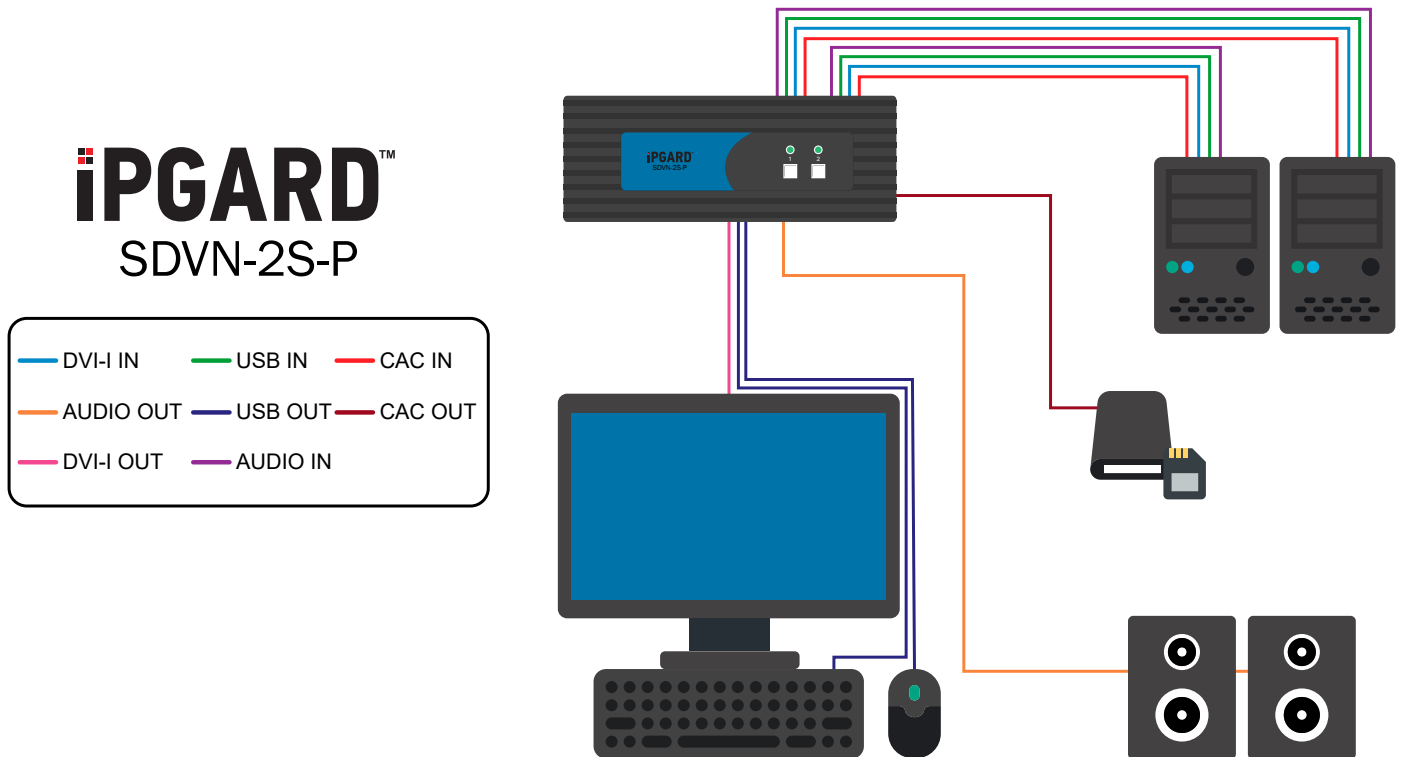 iPGARD™
SDVN-2S-P
DVI-I IN USB IN CAC IN
AUDIO OUT USB OUT CAC OUT
DVI-I OUT AUDIO IN
iPGARD
SDVN-2S-P
1 2